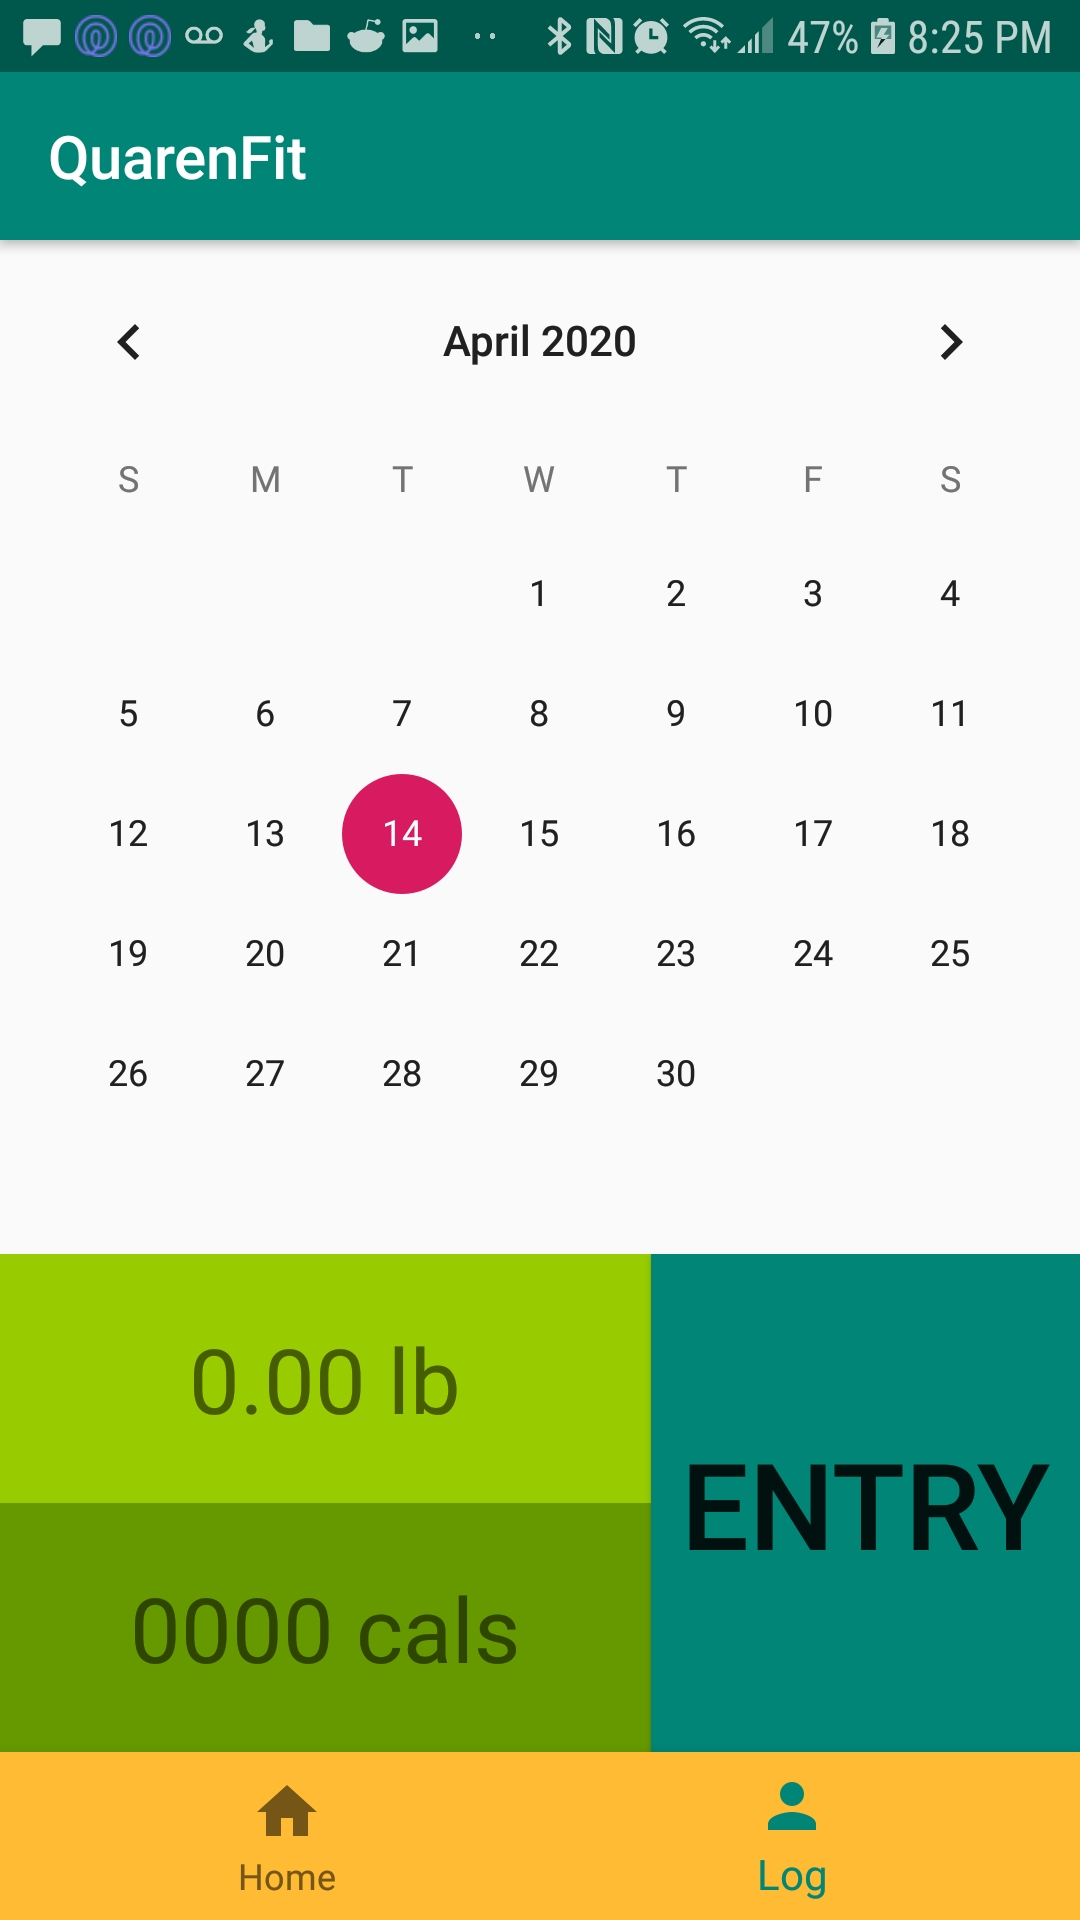 47% 8:25 PM
QuarenFit
April 2020
S M T W T F S
1 2 3 4
5 6 7 8 9 10 11
12 13 14 15 16 17 18
19 20 21 22 23 24 25
26 27 28 29 30
0.00 lb
ENTRY
0000 cals
Home Log